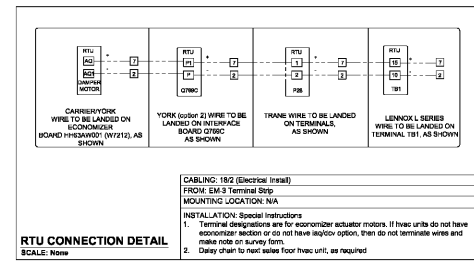 RTU
AQ
+
7
AQ1
-
2
DAMPER
MOTOR
CARRIER/YORK
WIRE TO BE LANDED ON
ECONOMIZER
BOARD HH63AW001 (W7212), AS
SHOWN
RTU
P1
+
7
P
-
2
Q769C
YORK (option 2) WIRE TO BE
LANDED ON INTERFACE
BOARD Q769C
AS SHOWN
RTU
1
+
7
2
-
2
P28
TRANE WIRE TO BE LANDED
ON TERMINALS,
AS SHOWN
RTU
15
+
7
10
-
2
TB1
LENNOX L SERIES
WIRE TO BE LANDED ON
TERMINAL TB1, AS SHOWN
CABLING: 18/2 (Electrical Install)
FROM: EM-3 Terminal Strip
MOUNTING LOCATION: N/A
INSTALLATION: Special Instructions
1. Terminal designations are for economizer actuator motors. If hvac units do not have
economizer section or do not have iaq/dcv option, then do not terminate wires and
make note on survey form.
2. Daisy chain to next sales floor hvac unit, as required
RTU CONNECTION DETAIL
SCALE: None